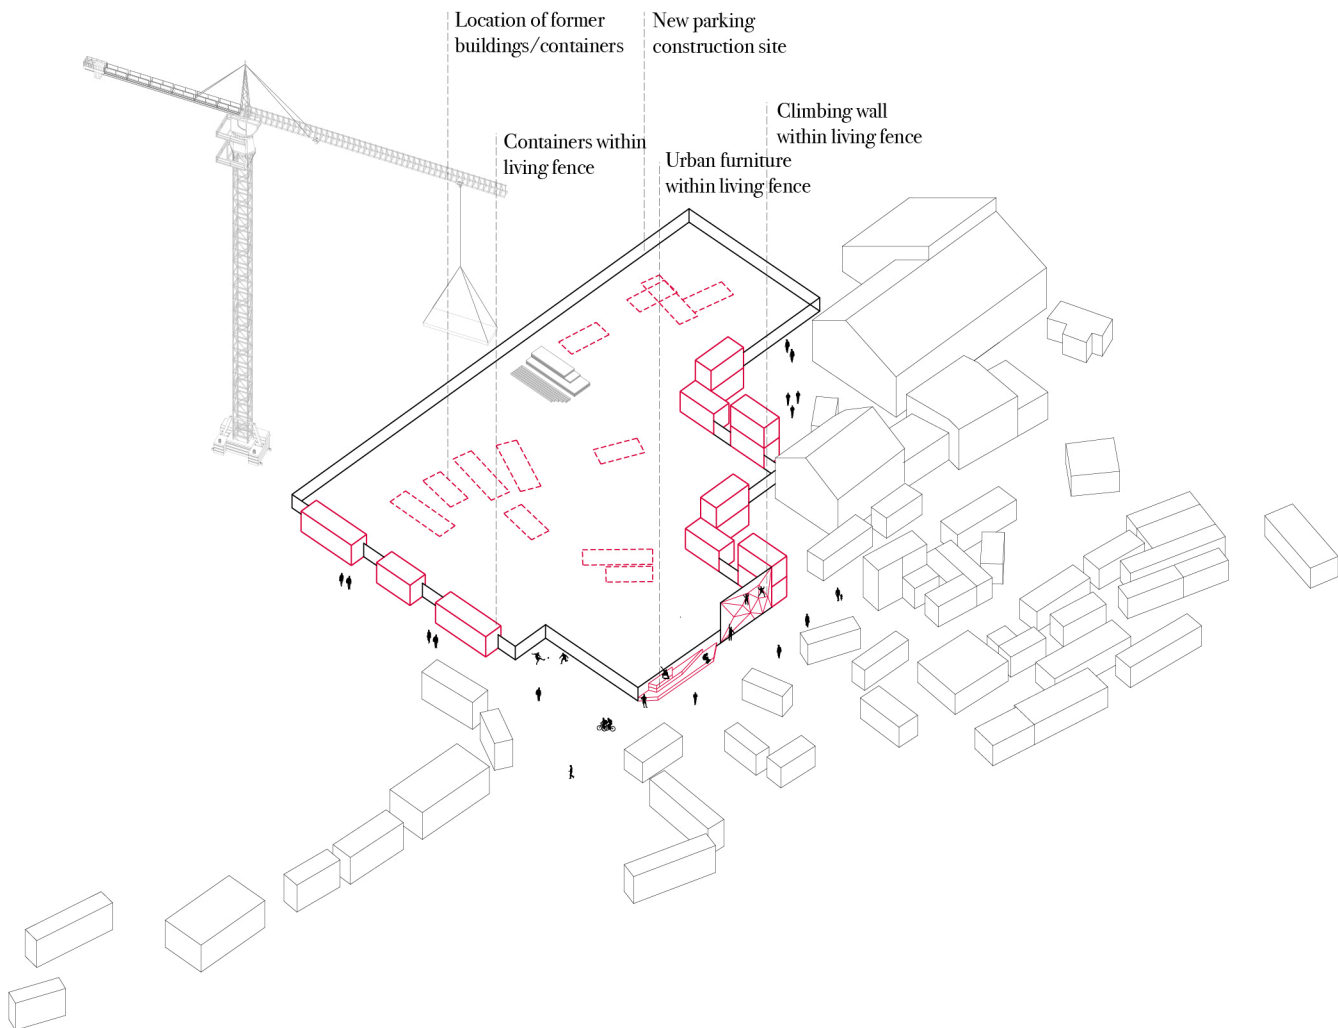 Location of former
buildings/containers
New parking
construction site
Climbing wall
within living fence
Containers within
living fence
Urban furniture
within living fence